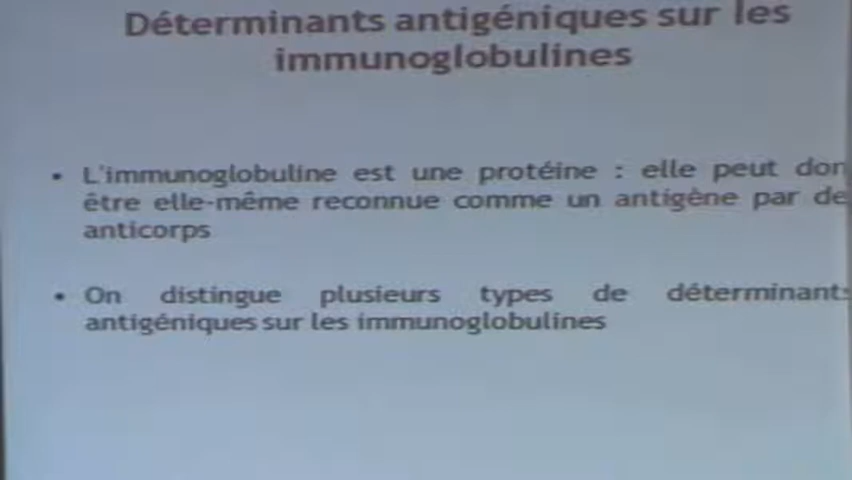 Déterminants antigéniques sur les
immunoglobulines
• L'immunoglobuline est une protéine : elle peut don
être elle-même reconnue comme un antigène par de
anticorps
• On distingue plusieurs types de déterminants
antigéniques sur les immunoglobulines